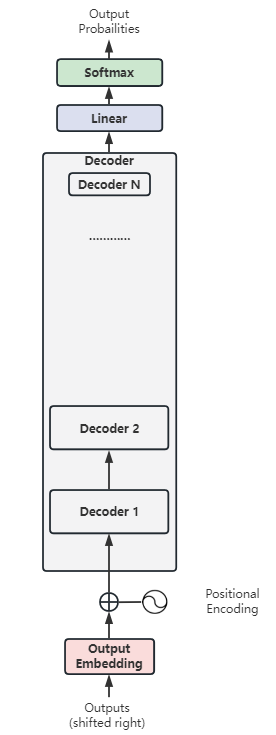 Output
Probailities
Softmax
Linear
Decoder
Decoder N
............
Decoder 2
Decoder 1
Positional
Encoding
Output
Embedding
Outputs
(shifted right)